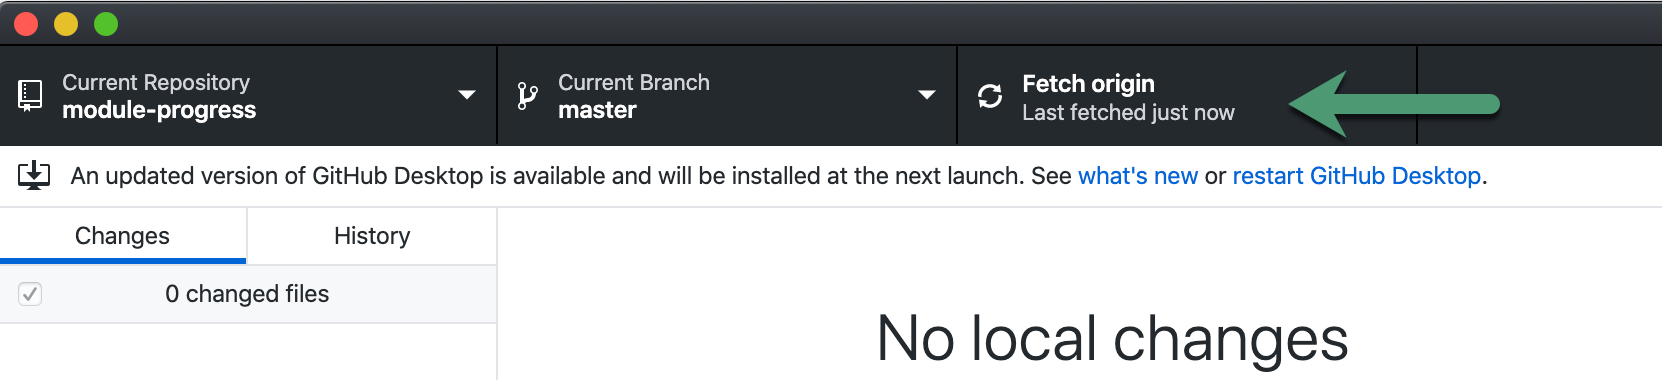 Current Repository
module-progress
Current Branch
master
Fetch origin
Last fetched just now
An updated version of GitHub Desktop is available and will be installed at the next launch. See what's new or restart GitHub Desktop.
Changes
History
0 changed files
No local changes